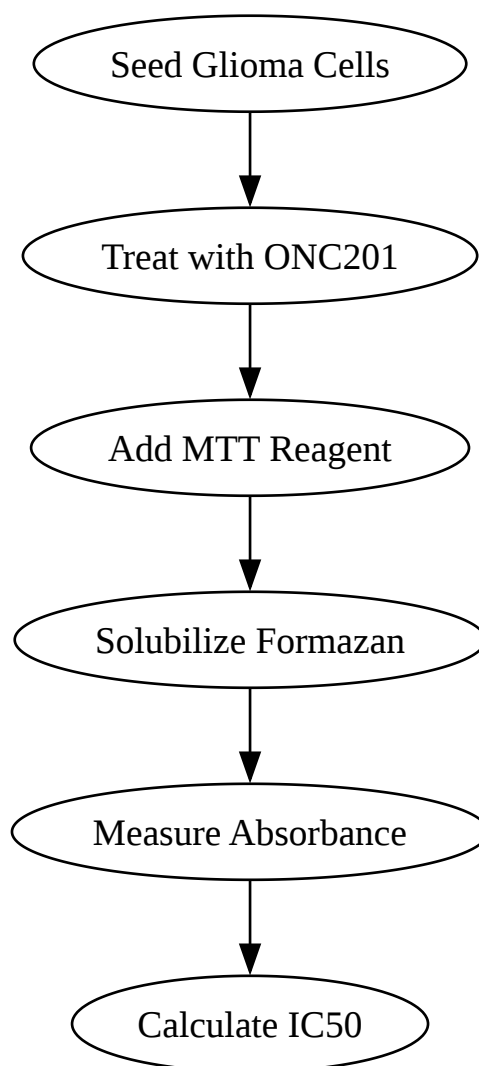 Seed Glioma Cells
Treat with ONC201
Add MTT Reagent
Solubilize Formazan
Measure Absorbance
Calculate IC50